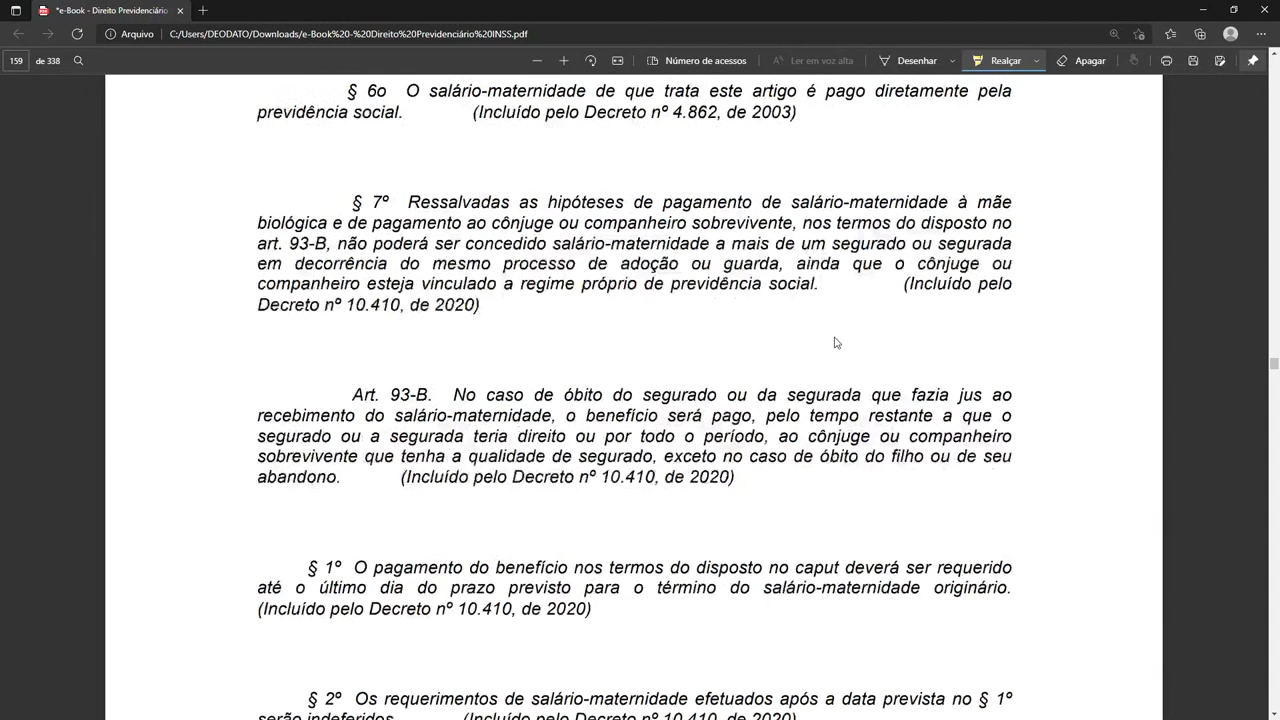 *e-Book - Direito Previdenciário
Arquivo C:/Users/DEODATO/Downloads/e-Book%20-%20Direito%20Previdenciário%20INSS.pdf
159 de 338 Número de acessos Ler em voz alta Desenhar Realçar Apagar
§ 6o O salário-maternidade de que trata este artigo é pago diretamente pela
previdência social. (Incluído pelo Decreto nº 4.862, de 2003)
§ 7º Ressalvadas as hipóteses de pagamento de salário-maternidade à mãe
biológica e de pagamento ao cônjuge ou companheiro sobrevivente, nos termos do disposto no
art. 93-B, não poderá ser concedido salário-maternidade a mais de um segurado ou segurada
em decorrência do mesmo processo de adoção ou guarda, ainda que o cônjuge ou
companheiro esteja vinculado a regime próprio de previdência social. (Incluído pelo
Decreto nº 10.410, de 2020)
Art. 93-B. No caso de óbito do segurado ou da segurada que fazia jus ao
recebimento do salário-maternidade, o benefício será pago, pelo tempo restante a que o
segurado ou a segurada teria direito ou por todo o período, ao cônjuge ou companheiro
sobrevivente que tenha a qualidade de segurado, exceto no caso de óbito do filho ou de seu
abandono. (Incluído pelo Decreto nº 10.410, de 2020)
§ 1º O pagamento do benefício nos termos do disposto no caput deverá ser requerido
até o último dia do prazo previsto para o término do salário-maternidade originário.
(Incluído pelo Decreto nº 10.410, de 2020)
§ 2º Os requerimentos de salário-maternidade efetuados após a data prevista no § 1º
serão indeferidos. (Incluído pelo Decreto nº 10.410, de 2020)